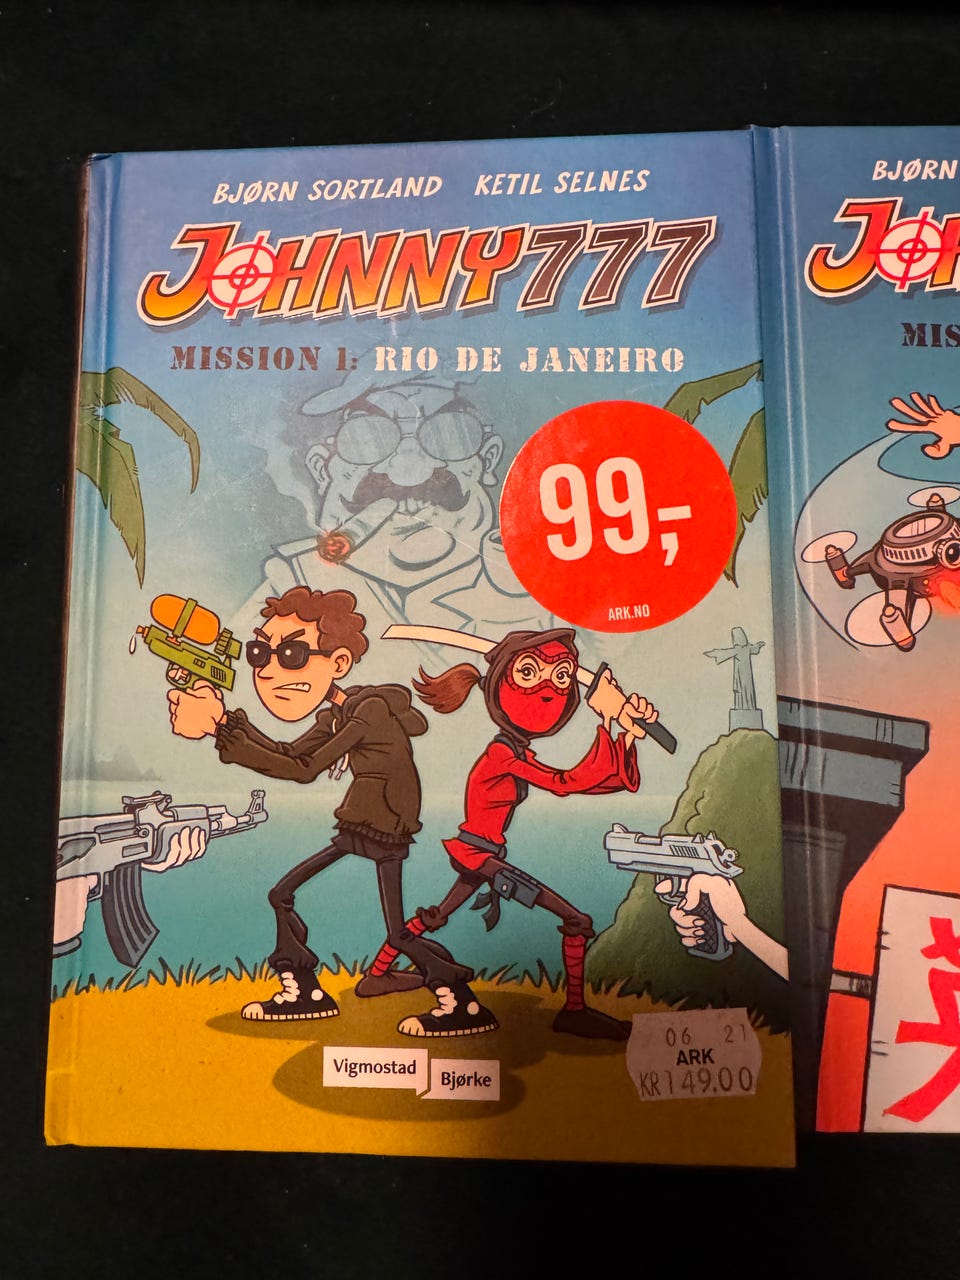 BJØRN SORTLAND KETIL SELNES
JOHNNY777
MISSION 1: RIO DE JANEIRO
99,-
ARK.NO
Vigmostad
Bjørke
06 21
ARK
KR149.00
BJØRN